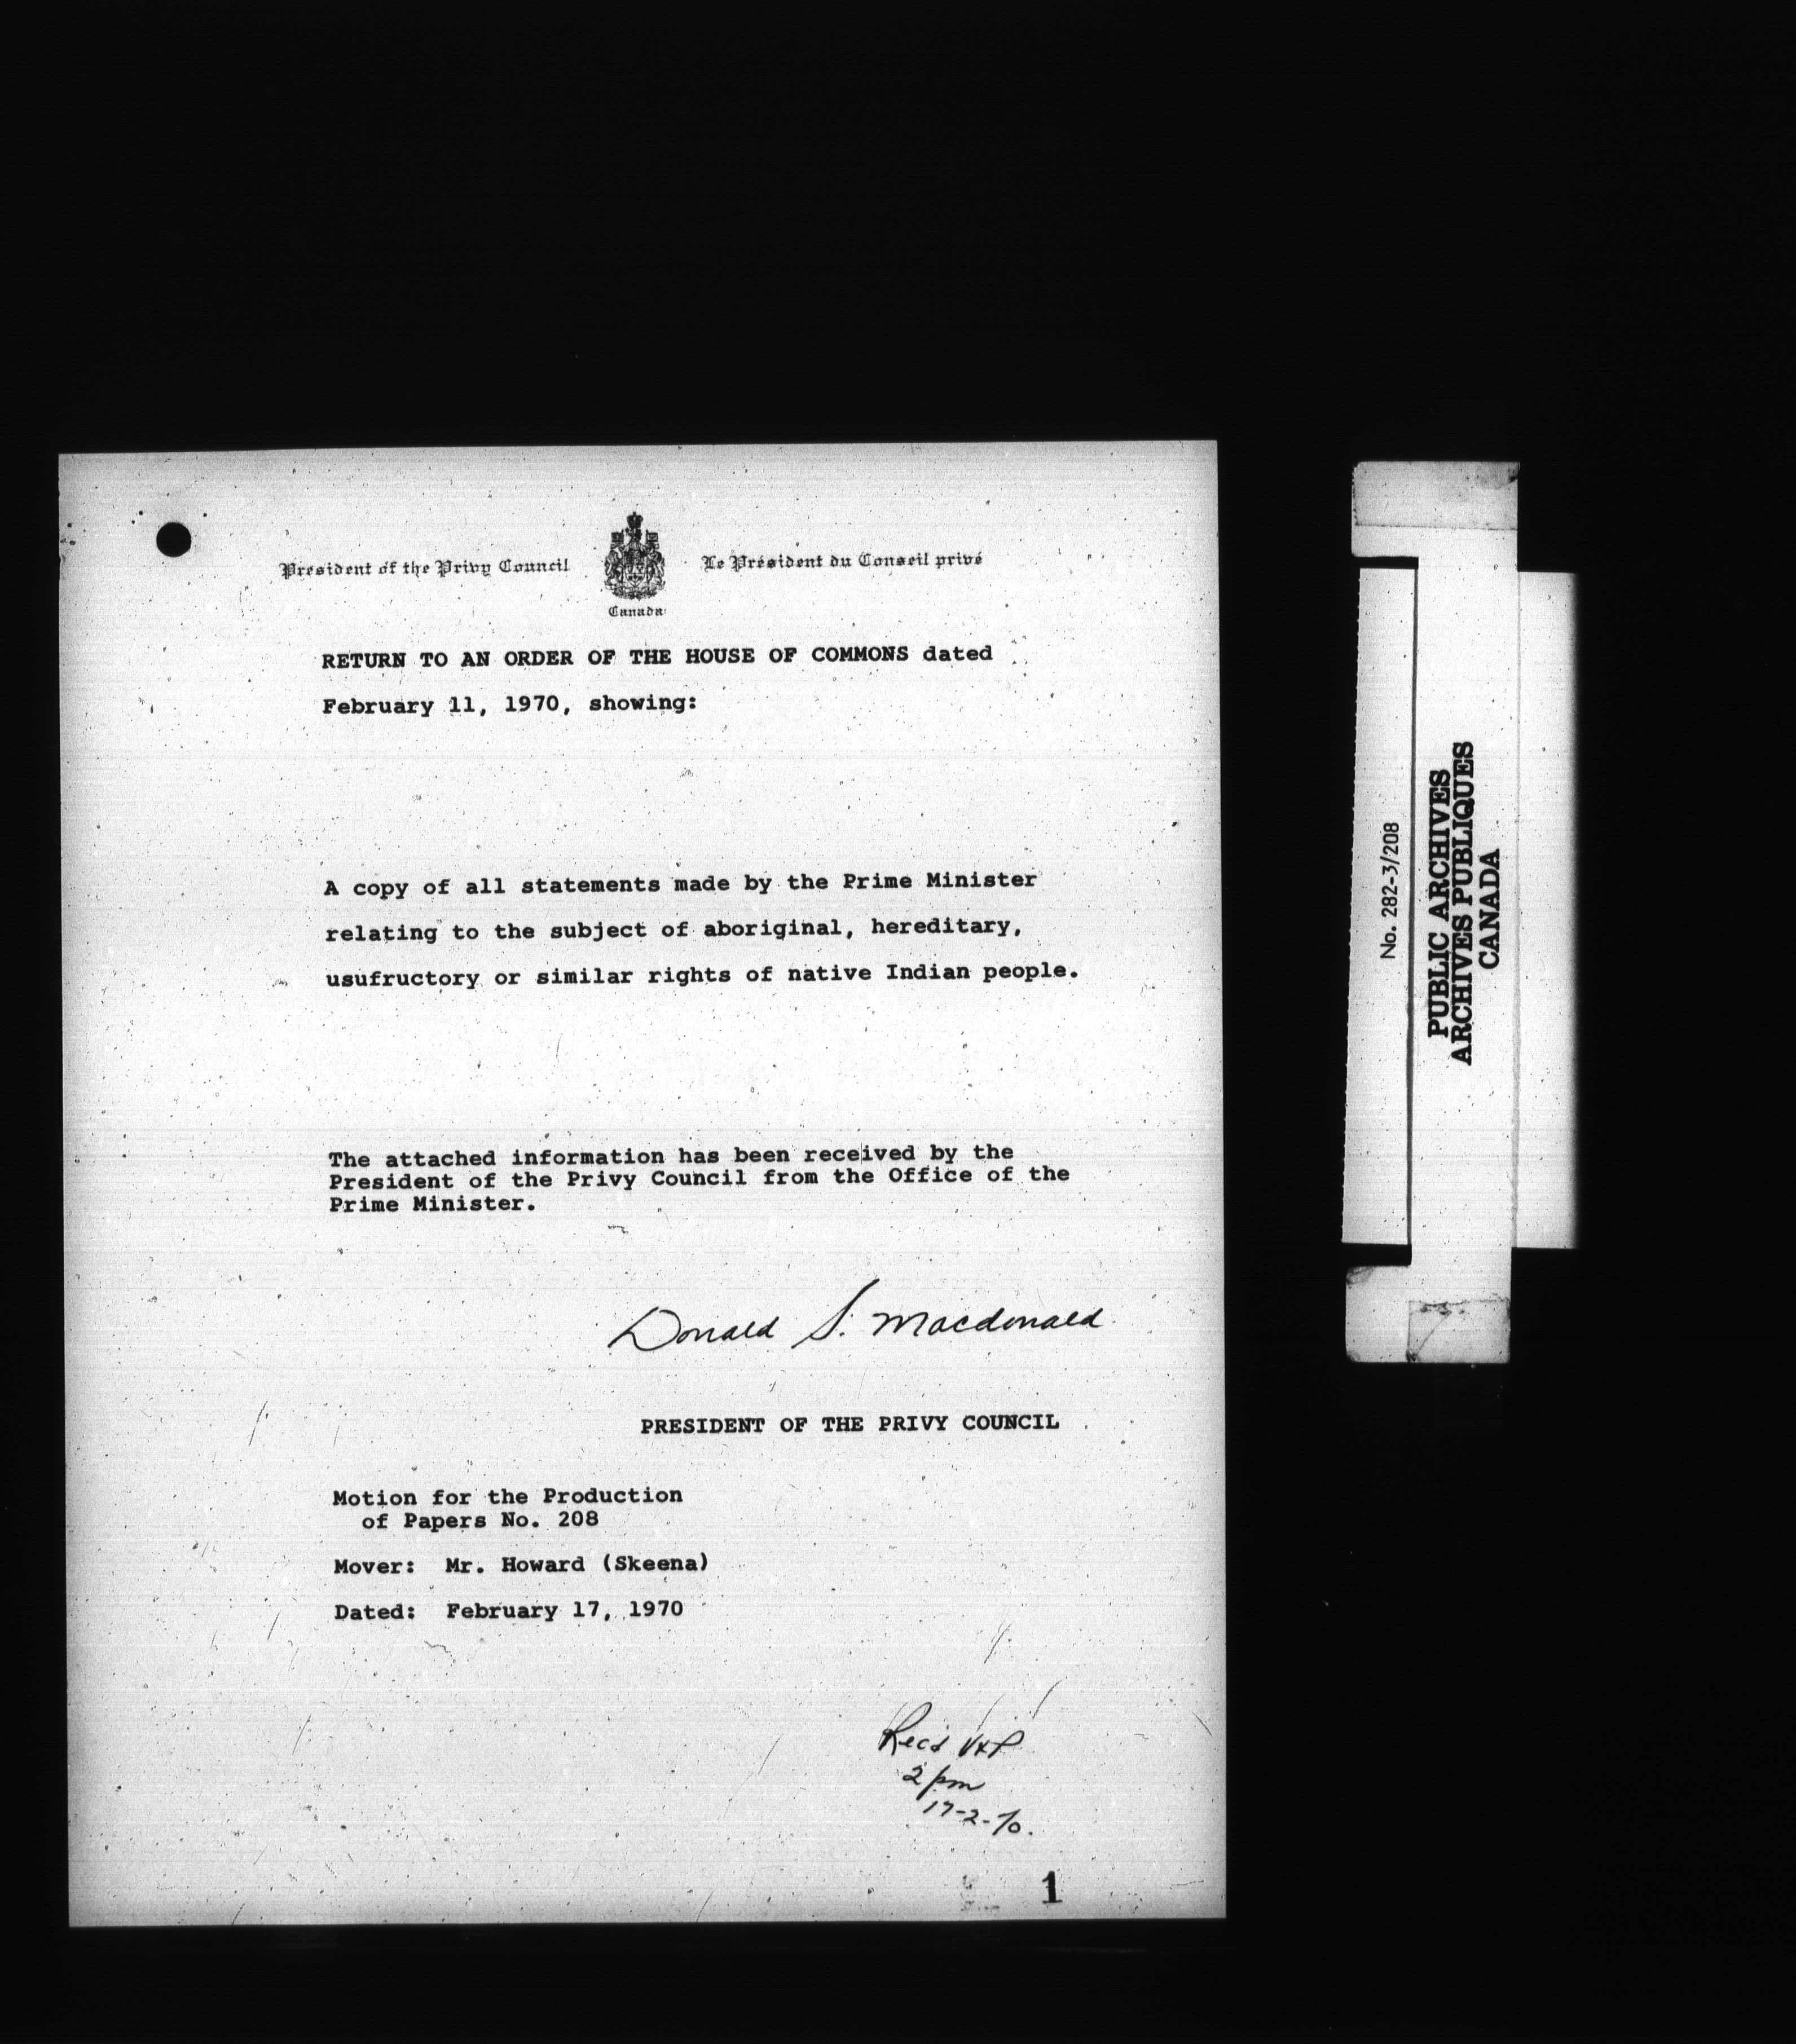 President of the Privy Council
Le Président du Conseil privé
Canada
RETURN TO AN ORDER OF THE HOUSE OF COMMONS dated
February 11, 1970, showing:
A copy of all statements made by the Prime Minister
relating to the subject of aboriginal, hereditary,
usufructory or similar rights of native Indian people.
The attached information has been received by the
President of the Privy Council from the Office of the
Prime Minister.
Donald S. Macdonald
PRESIDENT OF THE PRIVY COUNCIL
Motion for the Production
of Papers No. 208
Mover: Mr. Howard (Skeena)
Dated: February 17, 1970
Rec'd V&P
2 pm
17-2-70.
1
No. 282-3/208
PUBLIC ARCHIVES
ARCHIVES PUBLIQUES
CANADA